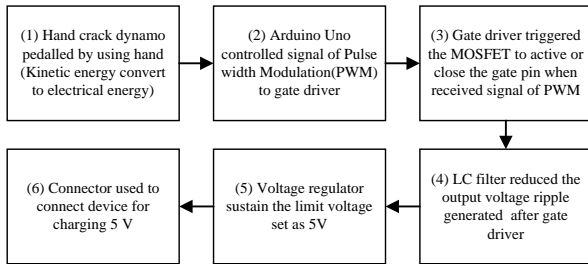 (1) Hand crack dynamo
pedalled by using hand
(Kinetic energy convert
to electrical energy)
(2) Arduino Uno
controlled signal of Pulse
width Modulation(PWM)
to gate driver
(3) Gate driver triggered
the MOSFET to active or
close the gate pin when
received signal of PWM
(4) LC filter reduced the
output voltage ripple
generated after gate
driver
(5) Voltage regulator
sustain the limit voltage
set as 5V
(6) Connector used to
connect device for
charging 5 V